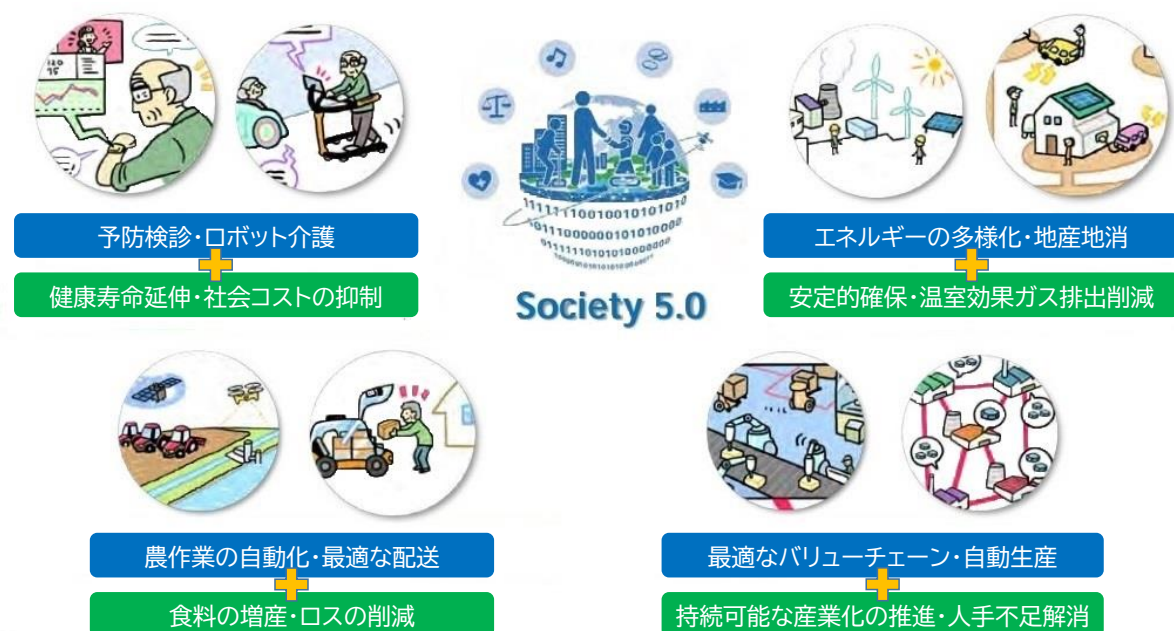 120
75
予防検診・ロボット介護
健康寿命延伸・社会コストの抑制
Society 5.0
エネルギーの多様化・地産地消
安定的確保・温室効果ガス排出削減
農作業の自動化・最適な配送
食料の増産・ロスの削減
最適なバリューチェーン・自動生産
持続可能な産業化の推進・人手不足解消